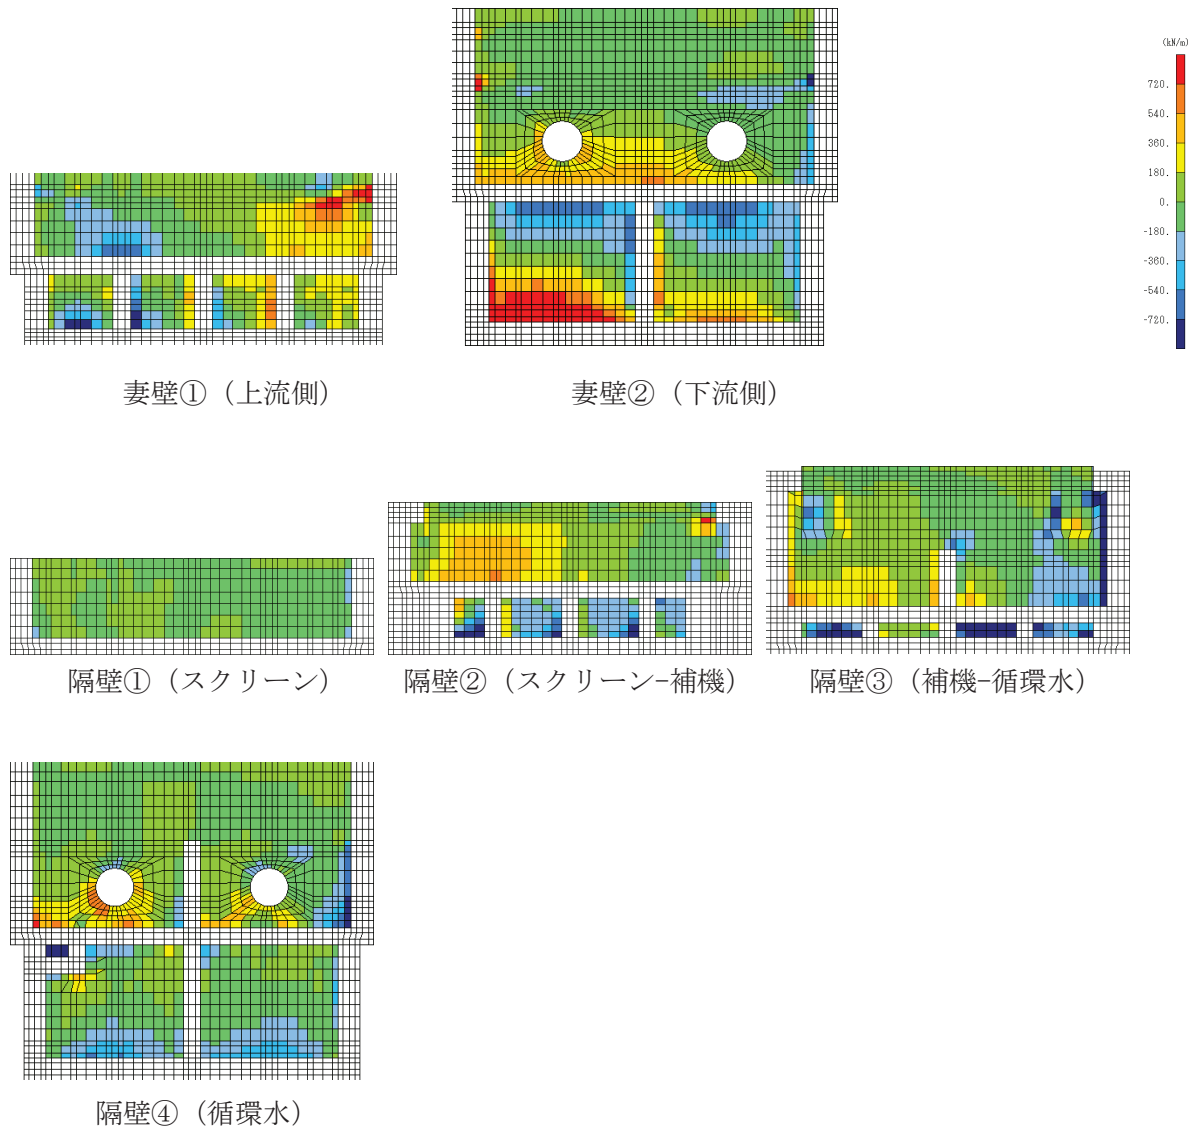 (kN/m)
720.
540.
360.
180.
0.
-180.
-360.
-540.
-720.
妻壁①（上流側）
妻壁②（下流側）
隔壁①（スクリーン）
隔壁②（スクリーン-補機）
隔壁③（補機-循環水）
隔壁④（循環水）